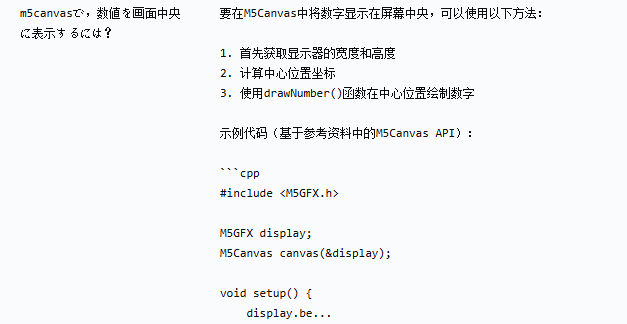 m5canvasで，数値を画面中央
に表示するには？
要在M5Canvas中将数字显示在屏幕中央，可以使用以下方法：
1. 首先获取显示器的宽度和高度
2. 计算中心位置坐标
3. 使用drawNumber()函数在中心位置绘制数字
示例代码（基于参考资料中的M5Canvas API）：
```cpp
#include <M5GFX.h>
M5GFX display;
M5Canvas canvas(&display);
void setup() {
    display.be...